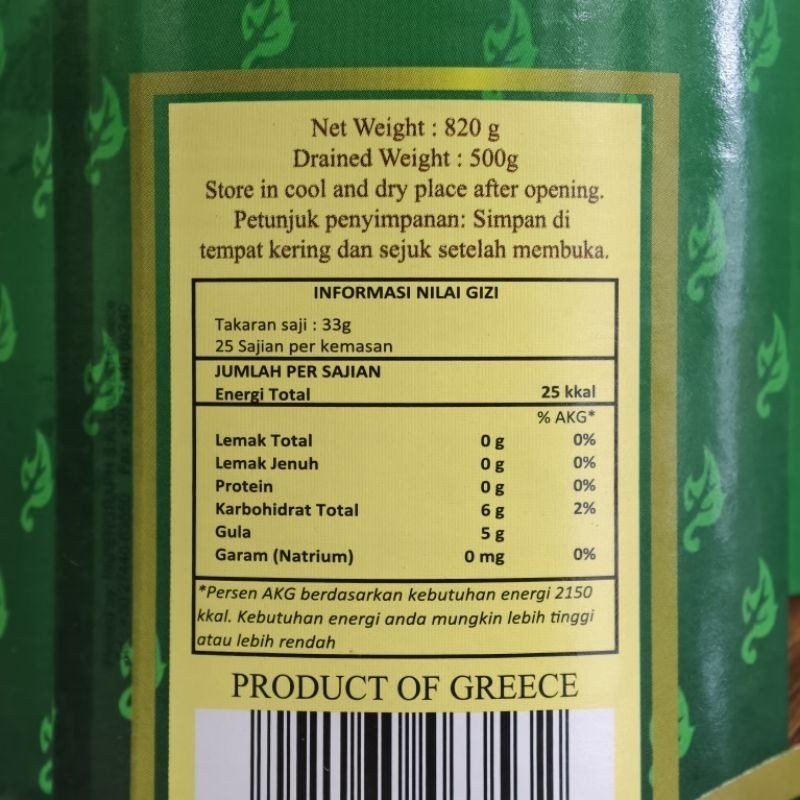 Net Weight : 820 g
Drained Weight : 500g
Store in cool and dry place after opening.
Petunjuk penyimpanan: Simpan di
tempat kering dan sejuk setelah membuka.
INFORMASI NILAI GIZI
Takaran saji : 33g
25 Sajian per kemasan
JUMLAH PER SAJIAN
Energi Total 25 kkal
% AKG*
Lemak Total 0 g 0%
Lemak Jenuh 0 g 0%
Protein 0 g 0%
Karbohidrat Total 6 g 2%
Gula 5 g
Garam (Natrium) 0 mg 0%
*Persen AKG berdasarkan kebutuhan energi 2150
kkal. Kebutuhan energi anda mungkin lebih tinggi
atau lebih rendah
PRODUCT OF GREECE